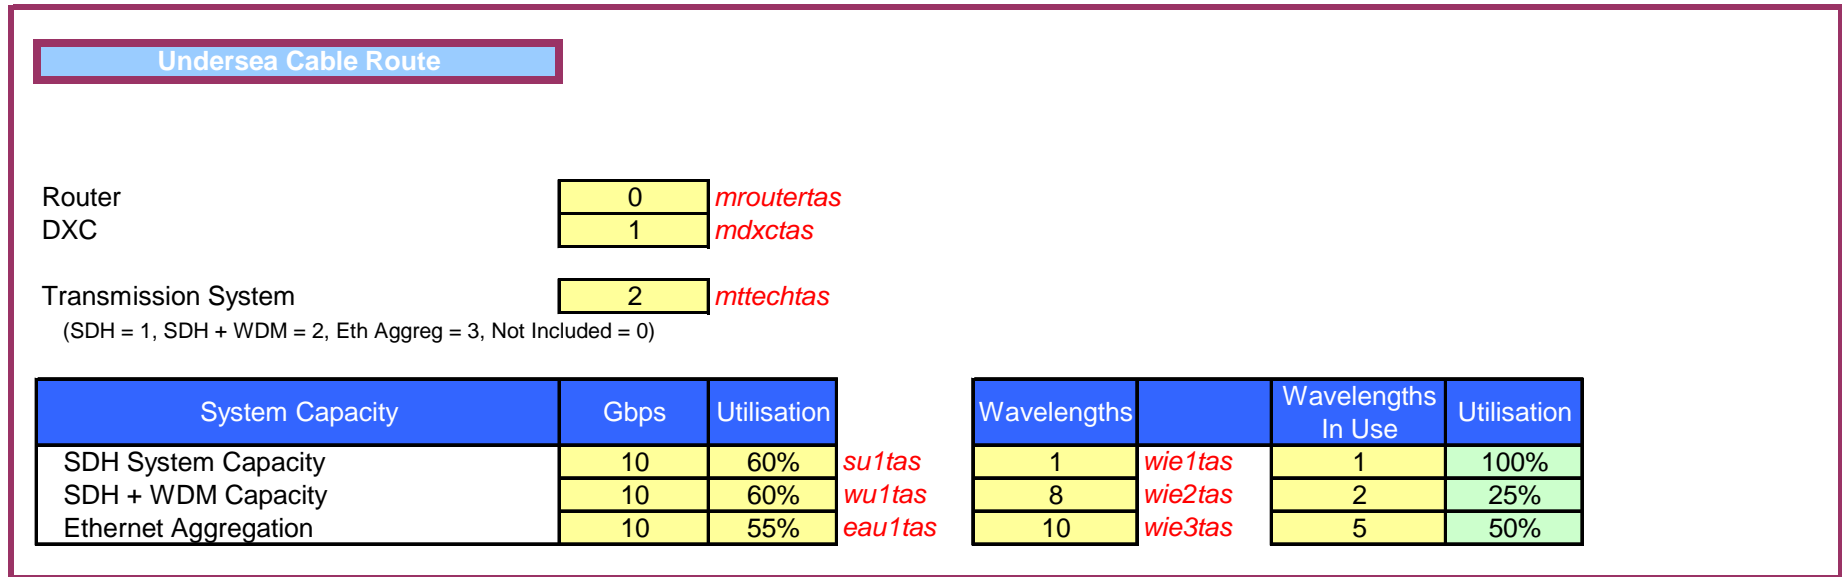 Undersea Cable Route
Router 0 mroutertas
DXC 1 mdxctas
Transmission System 2 mttechtas
(SDH = 1, SDH + WDM = 2, Eth Aggreg = 3, Not Included = 0)
System Capacity Gbps Utilisation Wavelengths Wavelengths In Use Utilisation
SDH System Capacity 10 60% su1tas 1 wie1tas 1 100%
SDH + WDM Capacity 10 60% wu1tas 8 wie2tas 2 25%
Ethernet Aggregation 10 55% eau1tas 10 wie3tas 5 50%